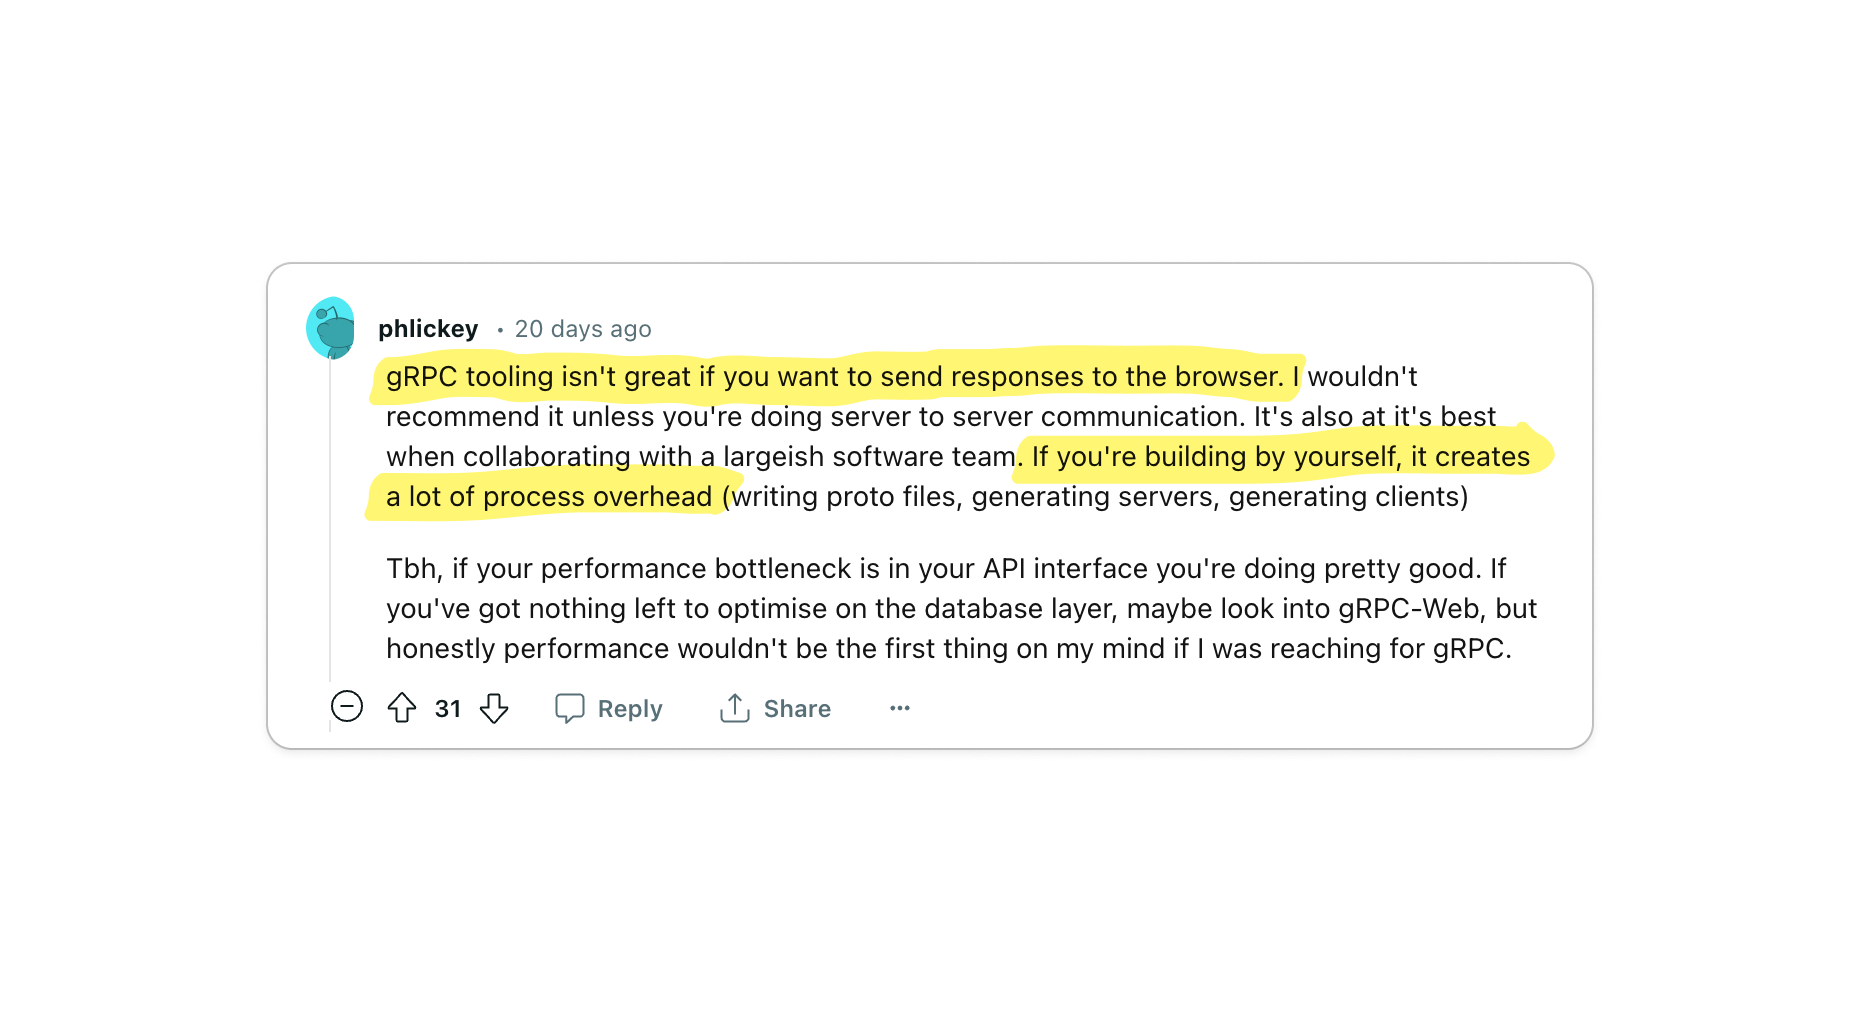 phlickey • 20 days ago
gRPC tooling isn't great if you want to send responses to the browser. I wouldn't
recommend it unless you're doing server to server communication. It's also at it's best
when collaborating with a largeish software team. If you're building by yourself, it creates
a lot of process overhead (writing proto files, generating servers, generating clients)
Tbh, if your performance bottleneck is in your API interface you're doing pretty good. If
you've got nothing left to optimise on the database layer, maybe look into gRPC-Web, but
honestly performance wouldn't be the first thing on my mind if I was reaching for gRPC.
31 Reply Share ...